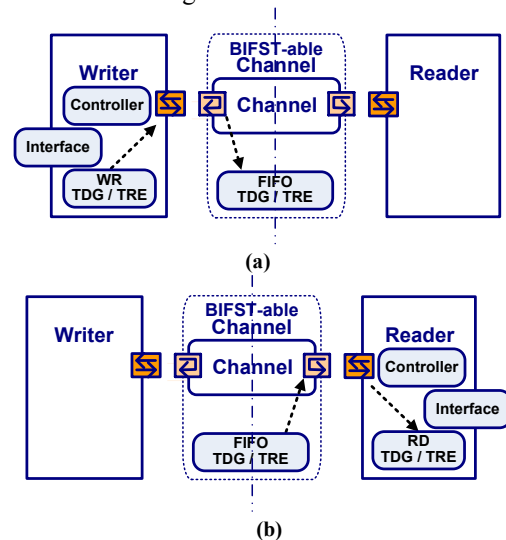 BIFST-able
Channel
Writer
Reader
Controller
Channel
Interface
WR
TDG / TRE
FIFO
TDG / TRE
(a)
BIFST-able
Channel
Writer
Reader
Channel
Controller
Interface
FIFO
TDG / TRE
RD
TDG / TRE
(b)